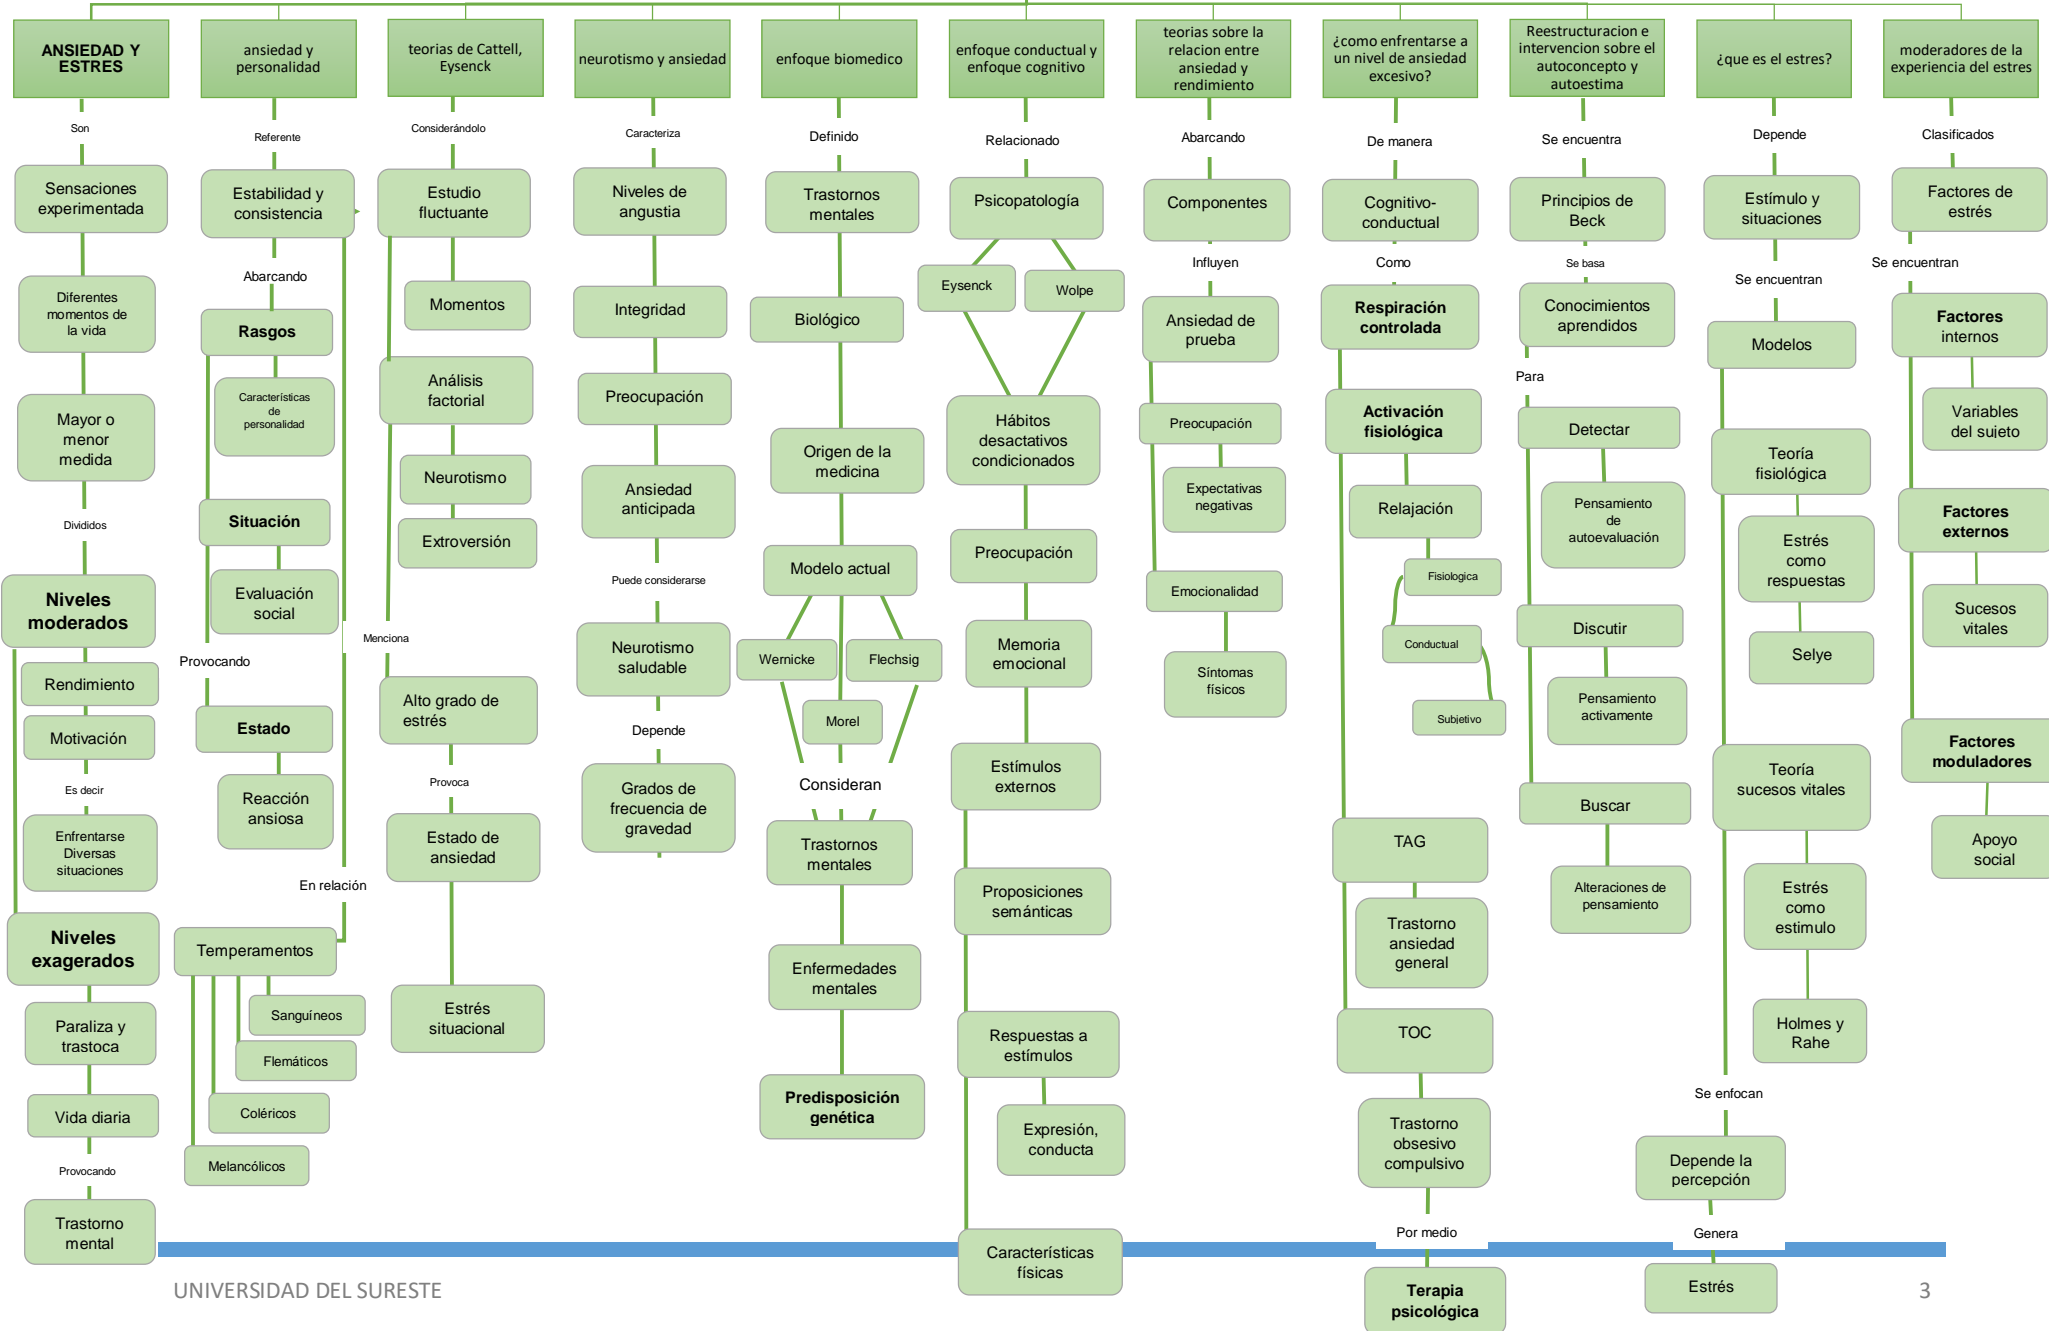 ANSIEDAD Y
ESTRES
Son
Sensaciones
experimentada
Diferentes
momentos de
la vida
Mayor o
menor
medida
Divididos
Niveles
moderados
Rendimiento
Motivación
Es decir
Enfrentarse
Diversas
situaciones
Niveles
exagerados
Paraliza y
trastoca
Vida diaria
Provocando
Trastorno
mental
ansiedad y
personalidad
Referente
Estabilidad y
consistencia
Abarcando
Rasgos
Características
de
personalidad
Situación
Evaluación
social
Provocando
Estado
Reacción
ansiosa
En relación
Temperamentos
Sanguíneos
Flemáticos
Coléricos
Melancólicos
teorias de Cattell,
Eysenck
Considerándolo
Estudio
fluctuante
Momentos
Análisis
factorial
Neurotismo
Extroversión
Menciona
Alto grado de
estrés
Provoca
Estado de
ansiedad
Estrés
situacional
neurotismo y ansiedad
Caracteriza
Niveles de
angustia
Integridad
Preocupación
Ansiedad
anticipada
Puede considerarse
Neurotismo
saludable
Depende
Grados de
frecuencia de
gravedad
enfoque biomedico
Definido
Trastornos
mentales
Biológico
Origen de la
medicina
Modelo actual
Wernicke
Flechsig
Morel
Consideran
Trastornos
mentales
Enfermedades
mentales
Predisposición
genética
enfoque conductual y
enfoque cognitivo
Relacionado
Psicopatología
Eysenck
Wolpe
Hábitos
desactativos
condicionados
Preocupación
Memoria
emocional
Estímulos
externos
Proposiciones
semánticas
Respuestas a
estímulos
Expresión,
conducta
Características
físicas
teorias sobre la
relacion entre
ansiedad y
rendimiento
Abarcando
Componentes
Influyen
Ansiedad de
prueba
Preocupación
Expectativas
negativas
Emocionalidad
Síntomas
físicos
¿como enfrentarse a
un nivel de ansiedad
excesivo?
De manera
Cognitivo-
conductual
Como
Respiración
controlada
Activación
fisiológica
Relajación
Fisiologica
Conductual
Subjetivo
TAG
Trastorno
ansiedad
general
TOC
Trastorno
obsesivo
compulsivo
Por medio
Terapia
psicológica
Reestructuracion e
intervencion sobre el
autoconcepto y
autoestima
Se encuentra
Principios de
Beck
Se basa
Conocimientos
aprendidos
Para
Detectar
Pensamiento
de
autoevaluación
Discutir
Pensamiento
activamente
Buscar
Alteraciones de
pensamiento
¿que es el estres?
Depende
Estímulo y
situaciones
Se encuentran
Modelos
Teoría
fisiológica
Estrés
como
respuestas
Selye
Teoría
sucesos vitales
Estrés
como
estimulo
Holmes y
Rahe
Se enfocan
Depende la
percepción
Genera
Estrés
moderadores de la
experiencia del estres
Clasificados
Factores de
estrés
Se encuentran
Factores
internos
Variables
del sujeto
Factores
externos
Sucesos
vitales
Factores
moduladores
Apoyo
social
UNIVERSIDAD DEL SURESTE
3